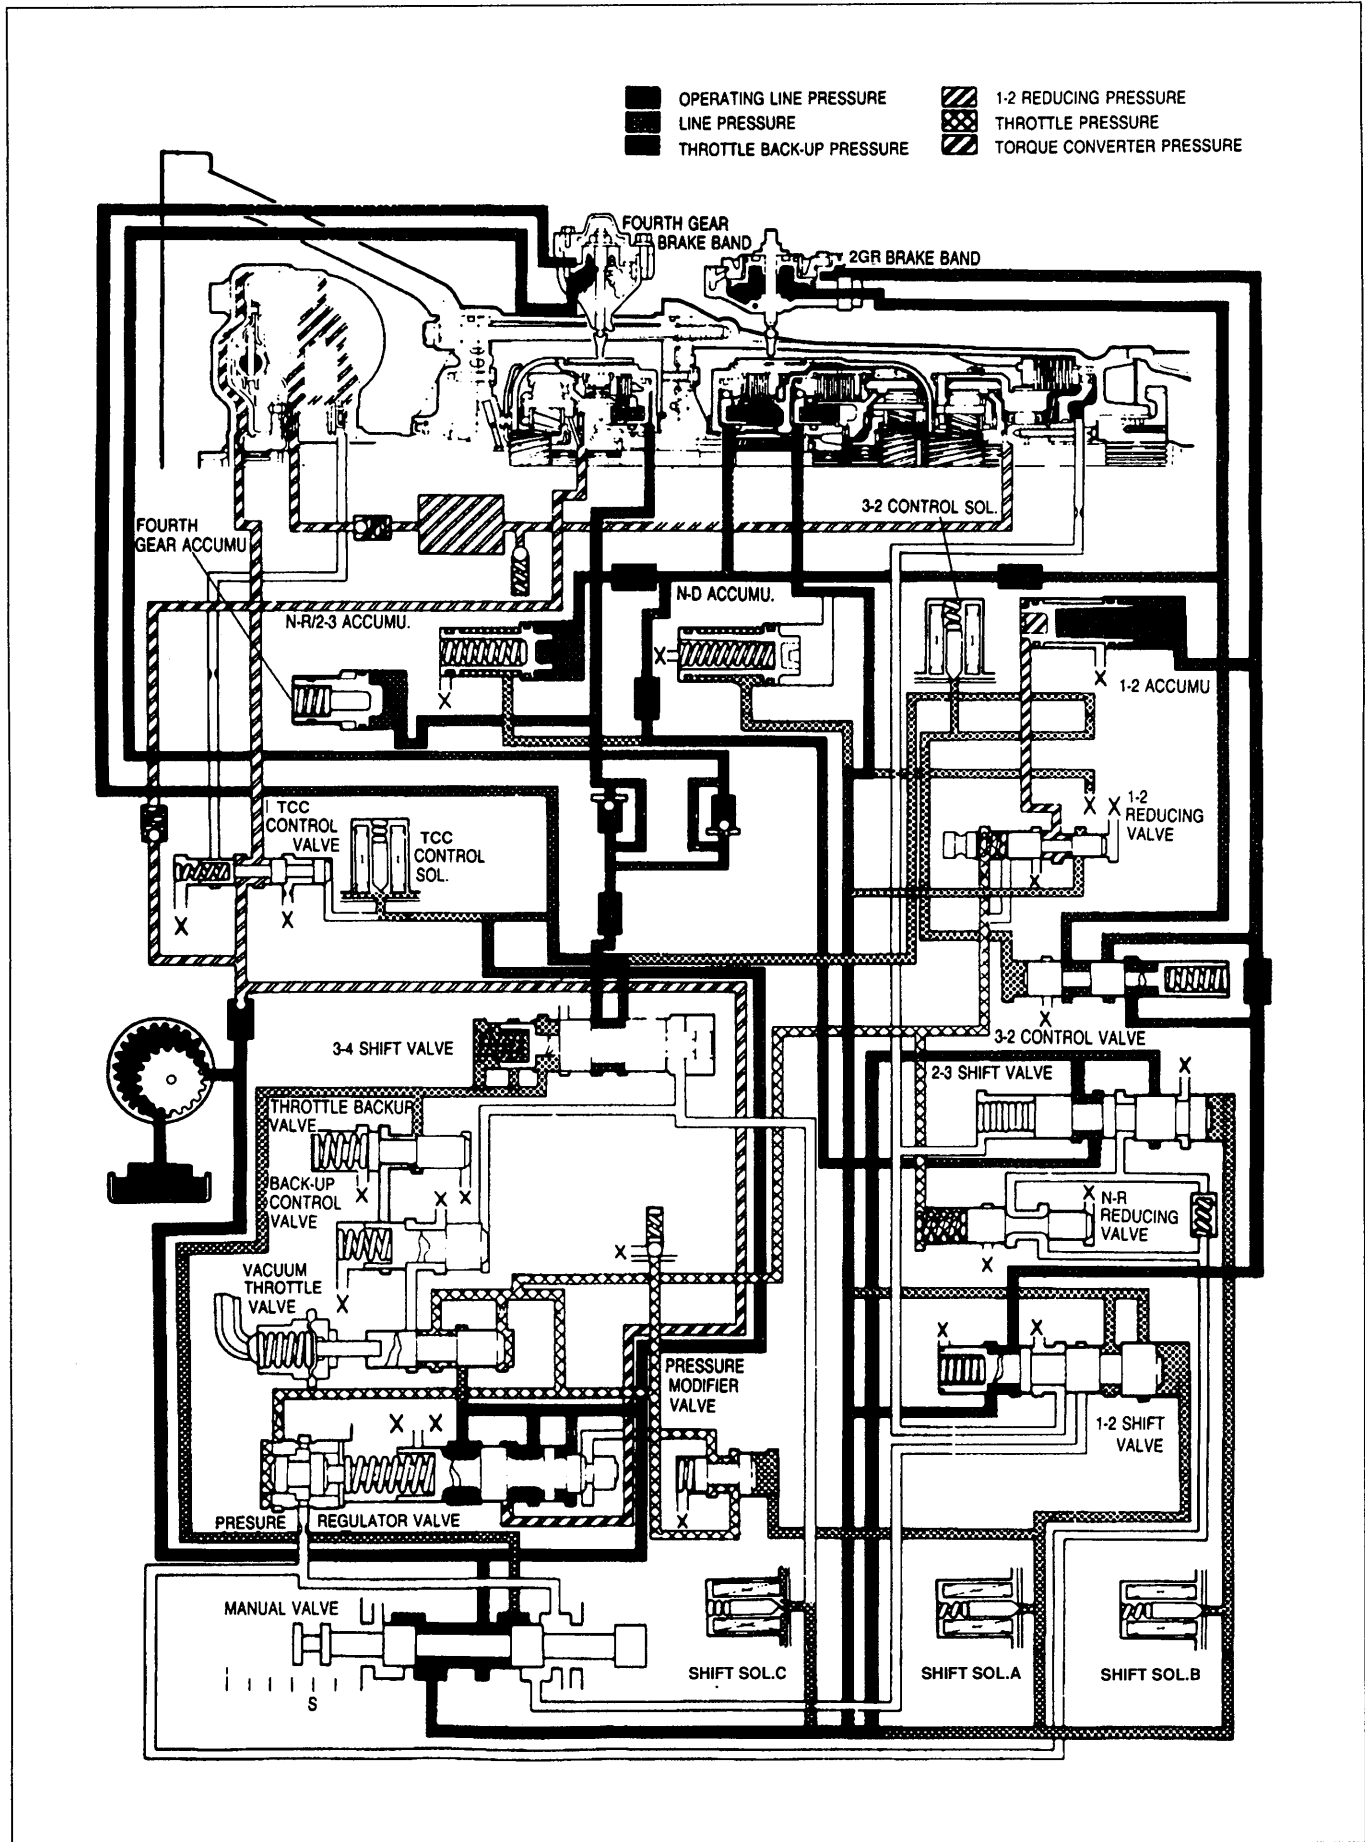 OPERATING LINE PRESSURE
LINE PRESSURE
THROTTLE BACK-UP PRESSURE
1-2 REDUCING PRESSURE
THROTTLE PRESSURE
TORQUE CONVERTER PRESSURE
FOURTH GEAR
BRAKE BAND
2GR BRAKE BAND
3-2 CONTROL SOL.
FOURTH
GEAR ACCUMU
N-R/2-3 ACCUMU.
N-D ACCUMU.
X
X
X
1-2 ACCUMU
TCC
CONTROL
VALVE
TCC
CONTROL
SOL.
X
X
1-2
REDUCING
VALVE
X
X
X
X
3-4 SHIFT VALVE
3-2 CONTROL VALVE
2-3 SHIFT VALVE
X
THROTTLE BACKUP
VALVE
X
X
BACK-UP
CONTROL
VALVE
X
X
X
N-R
REDUCING
VALVE
X
X
VACUUM
THROTTLE
VALVE
X
X
X
PRESSURE
MODIFIER
VALVE
X
X
1-2 SHIFT
VALVE
X
PRESURE
REGULATOR VALVE
MANUAL VALVE
S
SHIFT SOL.C
SHIFT SOL.A
SHIFT SOL.B